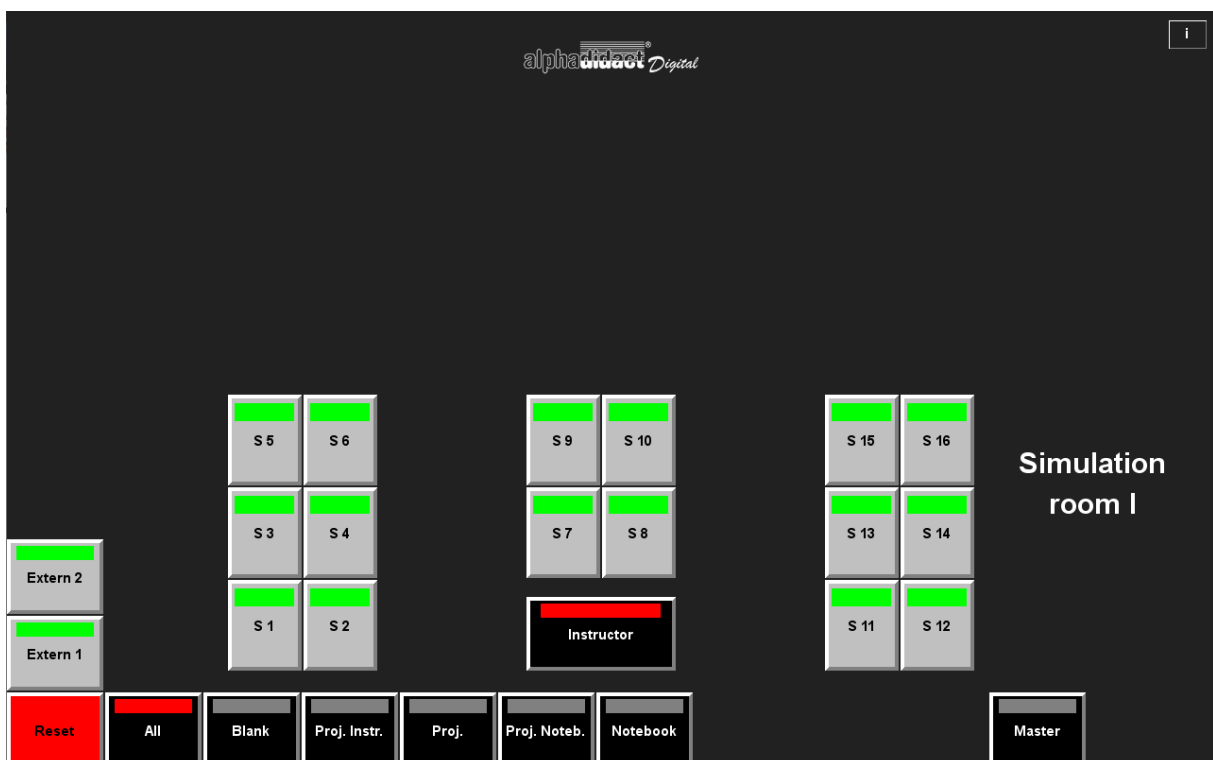 i
alphadidact® Digital
S 5
S 6
S 9
S 10
S 15
S 16
Simulation
room I
S 3
S 4
S 7
S 8
S 13
S 14
Extern 2
S 1
S 2
Instructor
S 11
S 12
Extern 1
Reset
All
Blank
Proj. Instr.
Proj.
Proj. Noteb.
Notebook
Master